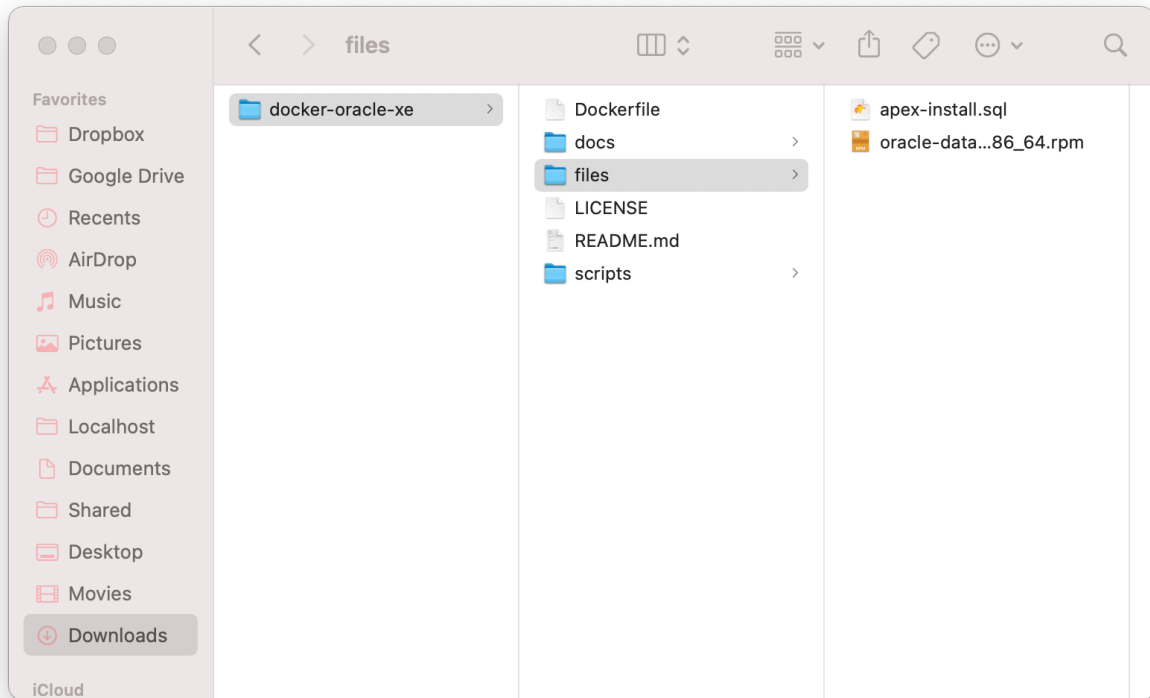 files
Favorites
Dropbox
Google Drive
Recents
AirDrop
Music
Pictures
Applications
Localhost
Documents
Shared
Desktop
Movies
Downloads
iCloud
docker-oracle-xe
Dockerfile
docs
files
LICENSE
README.md
scripts
apex-install.sql
oracle-data...86_64.rpm